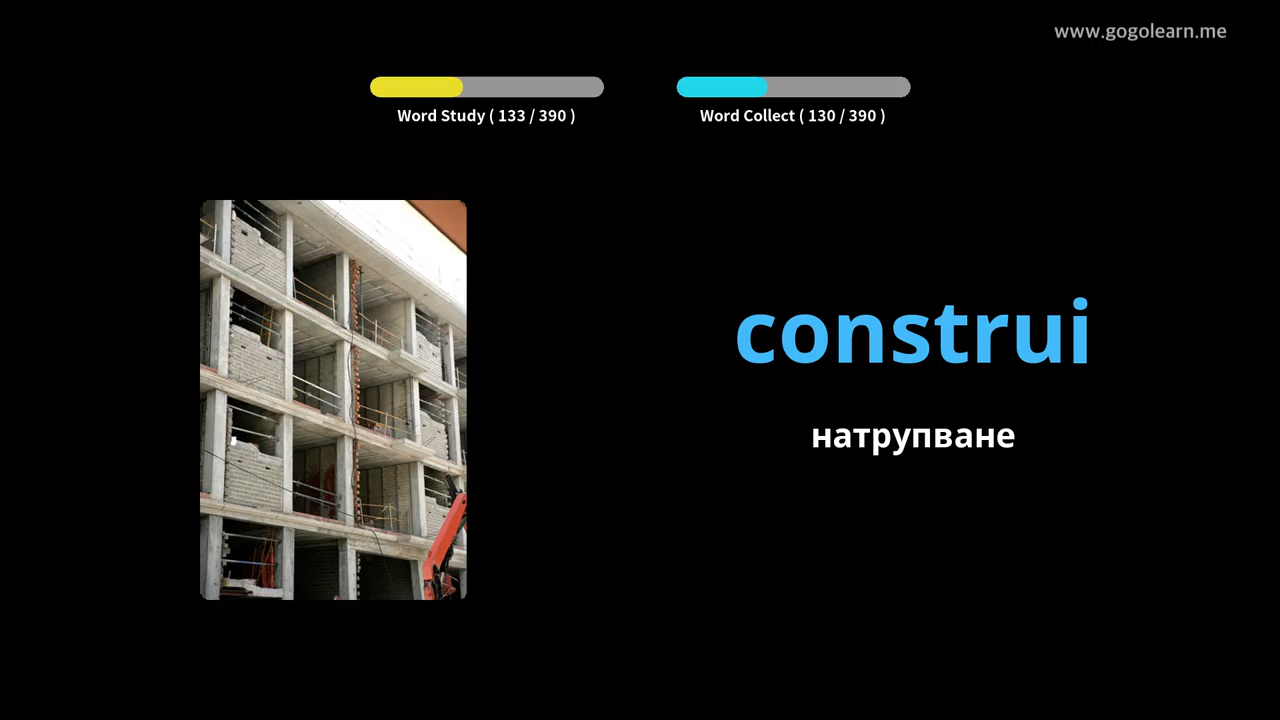 www.gogolearn.me
Word Study ( 133 / 390 )
Word Collect ( 130 / 390 )
construi
натрупване